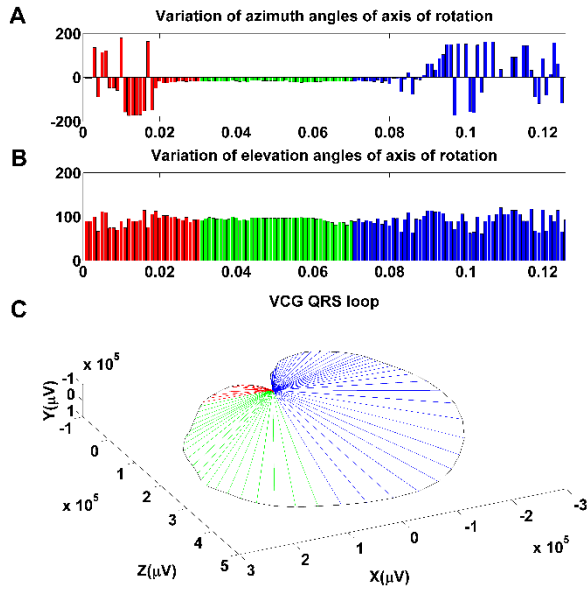 A
Variation of azimuth angles of axis of rotation
200
0
-200
0 0.02 0.04 0.06 0.08 0.1 0.12
B
Variation of elevation angles of axis of rotation
200
100
0
0 0.02 0.04 0.06 0.08 0.1 0.12
VCG QRS loop
C
x 10^5
Y(μV)
-1
0
1
-1
0
1
2
3
4
5
x 10^5
Z(μV)
3
2
1
0
-1
-2
-3
x 10^5
X(μV)